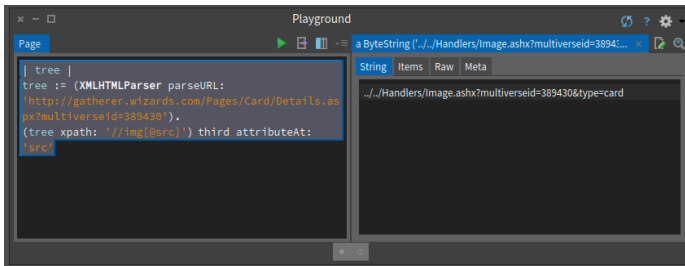 Playground
Page
a ByteString ('../../Handlers/Image.ashx?multiverseid=3894:...
| tree |
tree := (XMLHTMLParser parseURL:
'http://gatherer.wizards.com/Pages/Card/Details.as
px?multiverseid=389430').
(tree xpath: '//img[@src]') third attributeAt:
'src'
String Items Raw Meta
../../Handlers/Image.ashx?multiverseid=389430&type=card